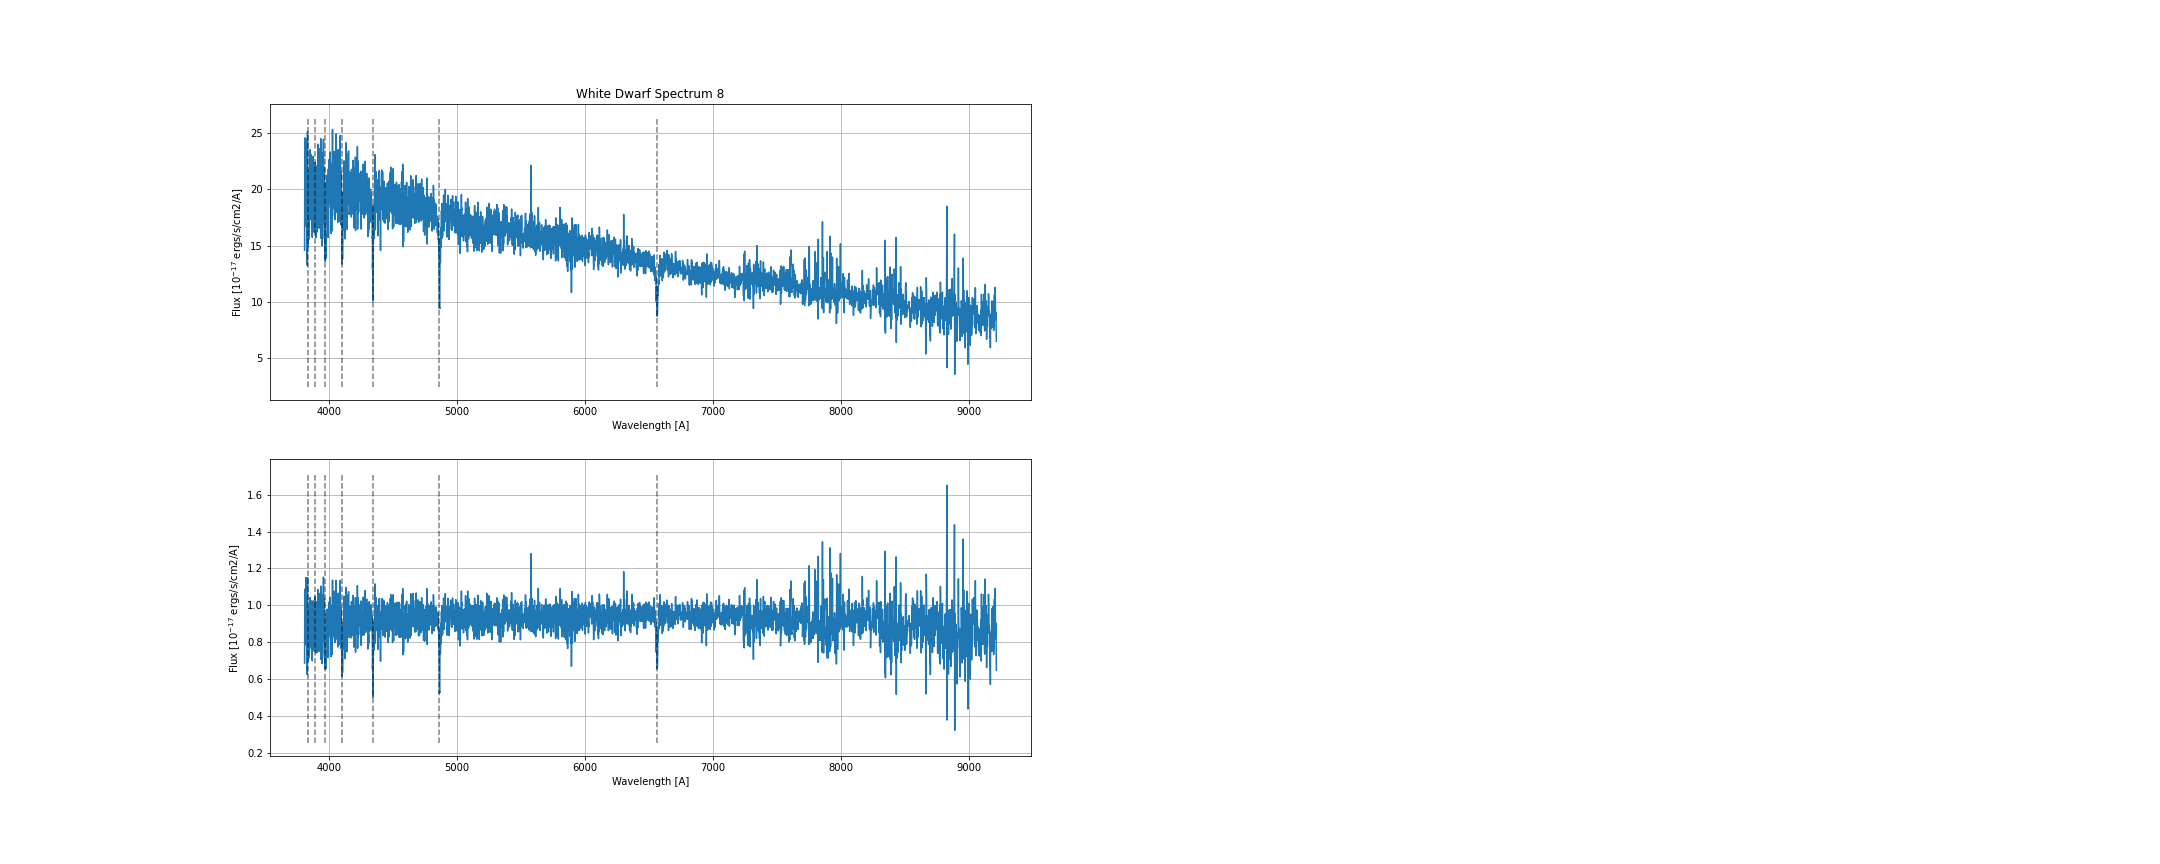 White Dwarf Spectrum 8
Flux [10⁻¹⁷ ergs/s/cm2/A]
25
20
15
10
5
4000 5000 6000 7000 8000 9000
Wavelength [A]
Flux [10⁻¹⁷ ergs/s/cm2/A]
1.6
1.4
1.2
1.0
0.8
0.6
0.4
0.2
4000 5000 6000 7000 8000 9000
Wavelength [A]